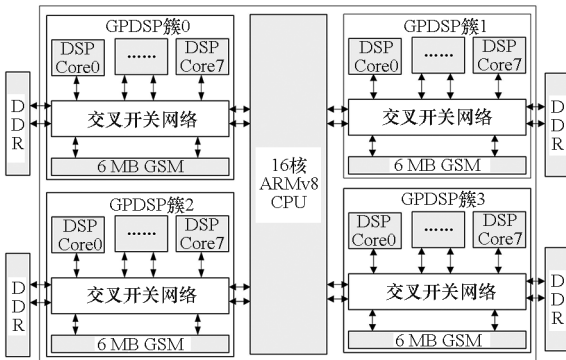 GPDSP簇0
DSP
Core0
......
DSP
Core7
交叉开关网络
6 MB GSM
DDR
GPDSP簇1
DSP
Core0
......
DSP
Core7
交叉开关网络
6 MB GSM
DDR
16核
ARMv8
CPU
GPDSP簇2
DSP
Core0
......
DSP
Core7
交叉开关网络
6 MB GSM
DDR
GPDSP簇3
DSP
Core0
......
DSP
Core7
交叉开关网络
6 MB GSM
DDR